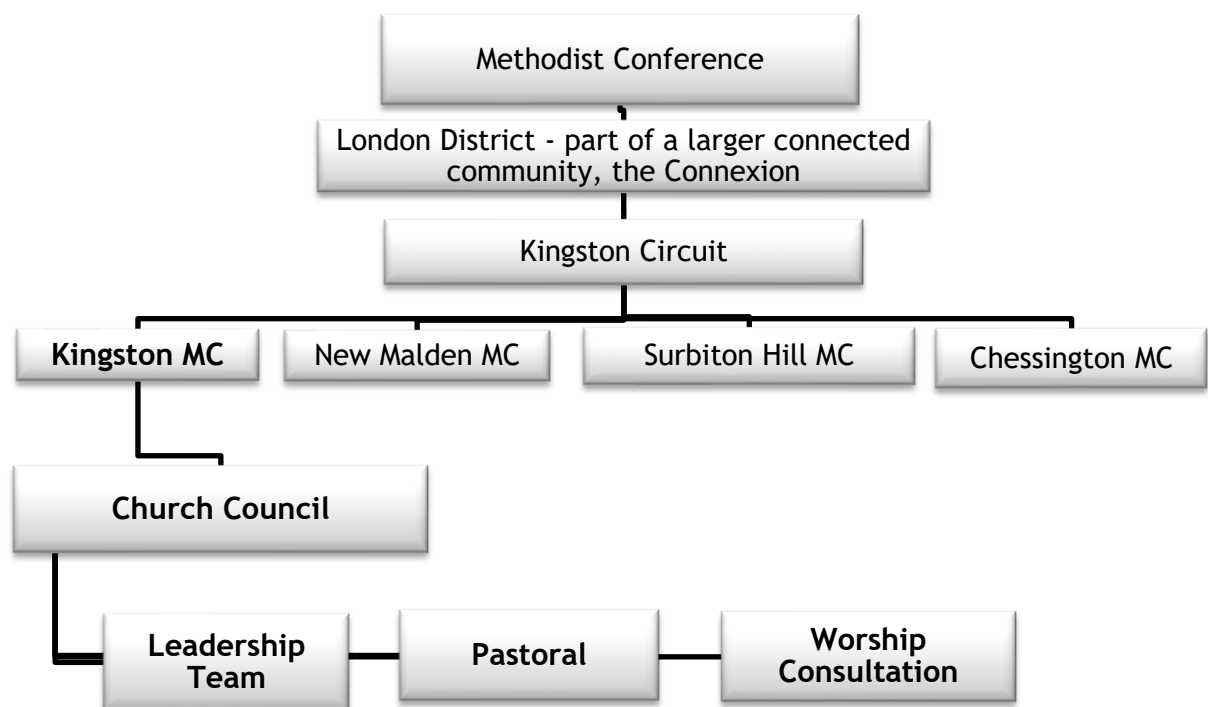 Methodist Conference
London District - part of a larger connected
community, the Connexion
Kingston Circuit
Kingston MC
New Malden MC
Surbiton Hill MC
Chessington MC
Church Council
Leadership
Team
Pastoral
Worship
Consultation